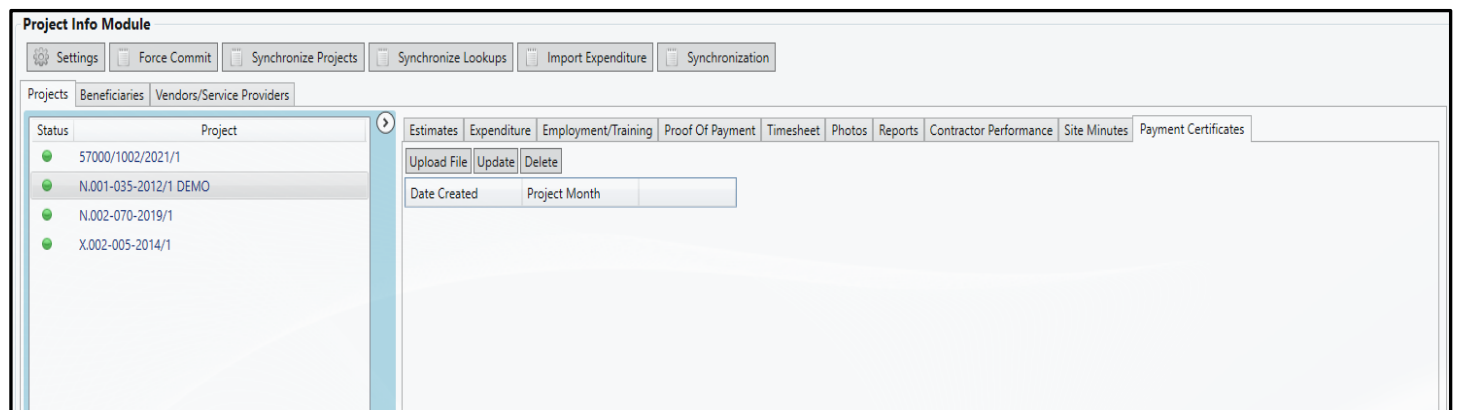 Project Info Module
Settings Force Commit Synchronize Projects Synchronize Lookups Import Expenditure Synchronization
Projects Beneficiaries Vendors/Service Providers
Status Project
57000/1002/2021/1
N.001-035-2012/1 DEMO
N.002-070-2019/1
X.002-005-2014/1
Estimates Expenditure Employment/Training Proof Of Payment Timesheet Photos Reports Contractor Performance Site Minutes Payment Certificates
Upload File Update Delete
Date Created Project Month